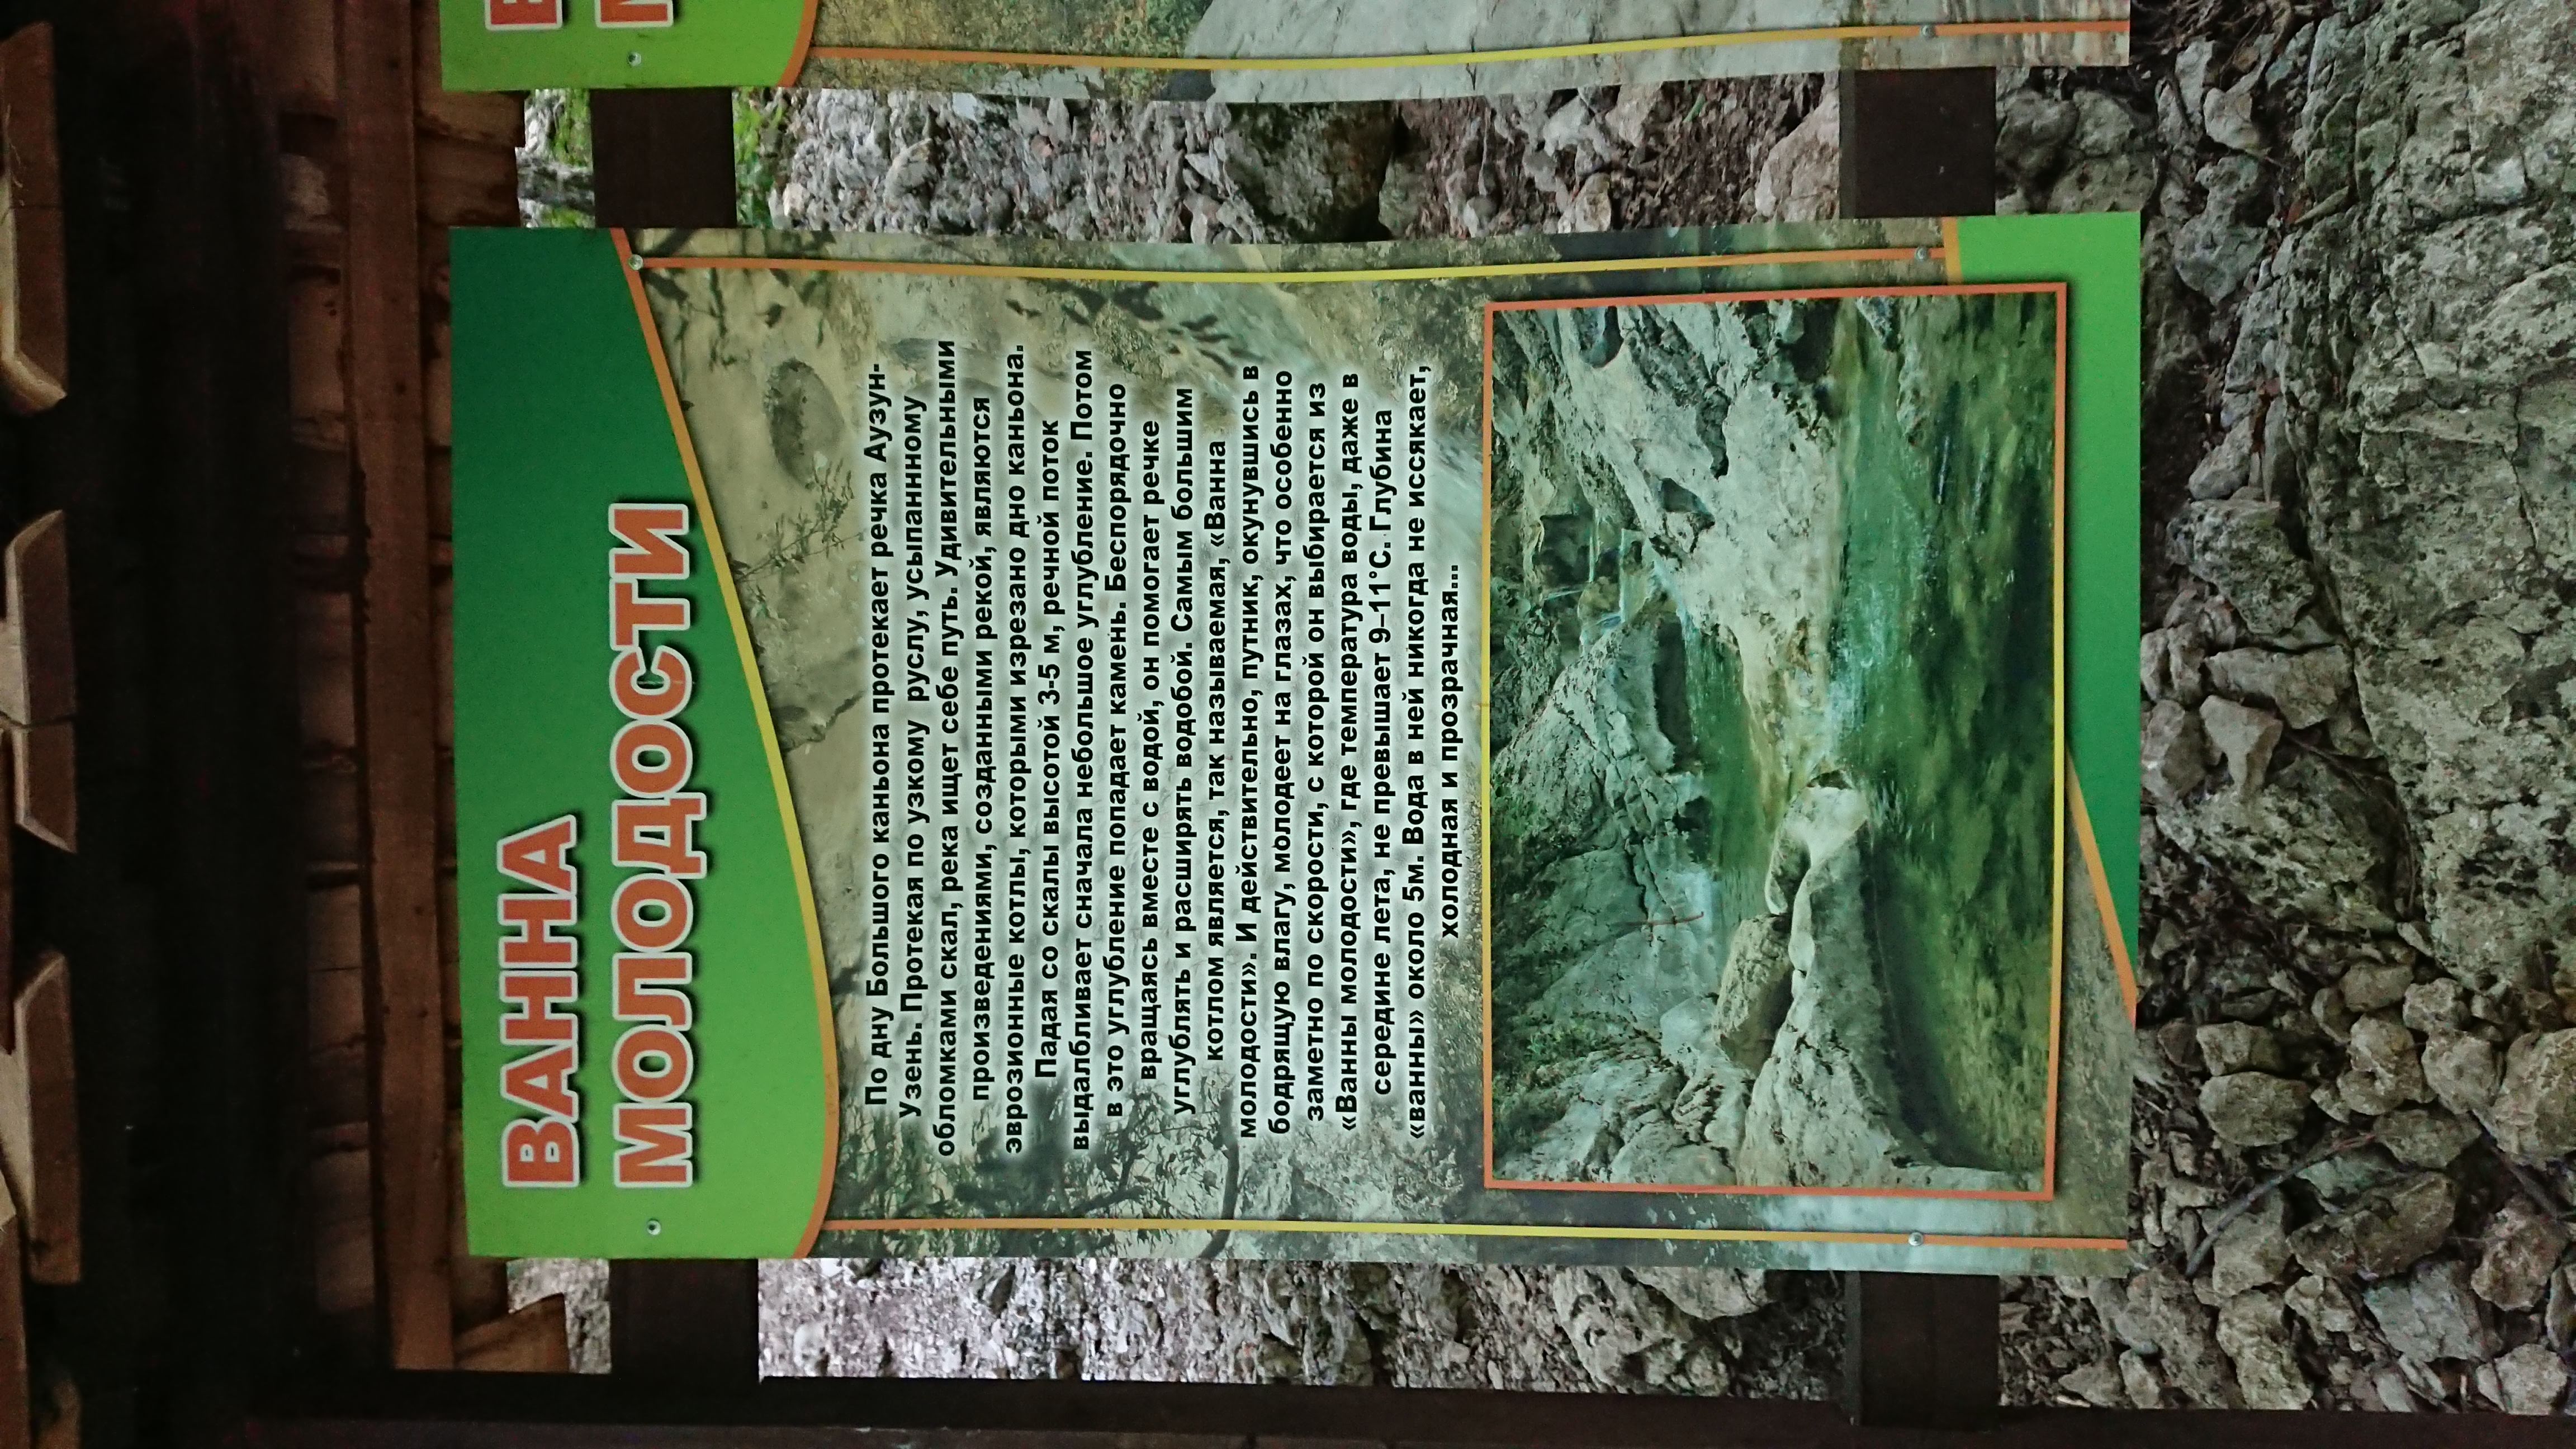 ВАННА
МОЛОДОСТИ
По дну Большого каньона протекает речка Аузун-
Узень. Протекая по узкому руслу, усыпаннному
обломками скал, река ищет себе путь. Удивительными
произведениями, созданными рекой, являются
эврозионные котлы, которыми изрезано дно каньона.
Падая со скалы высотой 3-5 м, речной поток
выдалбливает сначала небольшое углубление. Потом
в это углубление попадает камень. Беспорядочно
вращаясь вместе с водой, он помогает речке
углублять и расширять водобой. Самым большим
котлом является, так называемая, «Ванна
молодости». И действительно, путник, окунувшись в
бодрящую влагу, молодеет на глазах, что особенно
заметно по скорости, с которой он выбирается из
«Ванны молодости», где температура воды, даже в
середине лета, не превышает 9–11°С. Глубина
«ванны» около 5м. Вода в ней никогда не иссякает,
холодная и прозрачная...